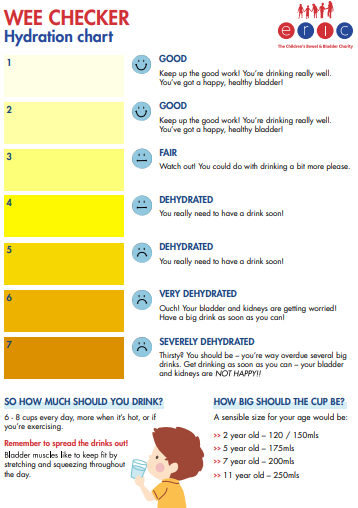 WEE CHECKER
Hydration chart
eric
The Children's Bowel & Bladder Charity
1
GOOD
Keep up the good work! You're drinking really well.
You've got a happy, healthy bladder!
2
GOOD
Keep up the good work! You're drinking really well.
You've got a happy, healthy bladder!
3
FAIR
Watch out! You could do with drinking a bit more please.
4
DEHYDRATED
You really need to have a drink soon!
5
DEHYDRATED
You really need to have a drink soon!
6
VERY DEHYDRATED
Ouch! Your bladder and kidneys are getting worried!
Have a big drink as soon as you can!
7
SEVERELY DEHYDRATED
Thirsty? You should be – you're way overdue several big
drinks. Get drinking as soon as you can – your bladder
and kidneys are NOT HAPPY!!
SO HOW MUCH SHOULD YOU DRINK?
6 - 8 cups every day, more when it's hot, or if
you're exercising.
Remember to spread the drinks out!
Bladder muscles like to keep fit by
stretching and squeezing throughout
the day.
HOW BIG SHOULD THE CUP BE?
A sensible size for your age would be:
>> 2 year old – 120 / 150mls
>> 5 year old – 175mls
>> 7 year old – 200mls
>> 11 year old – 250mls